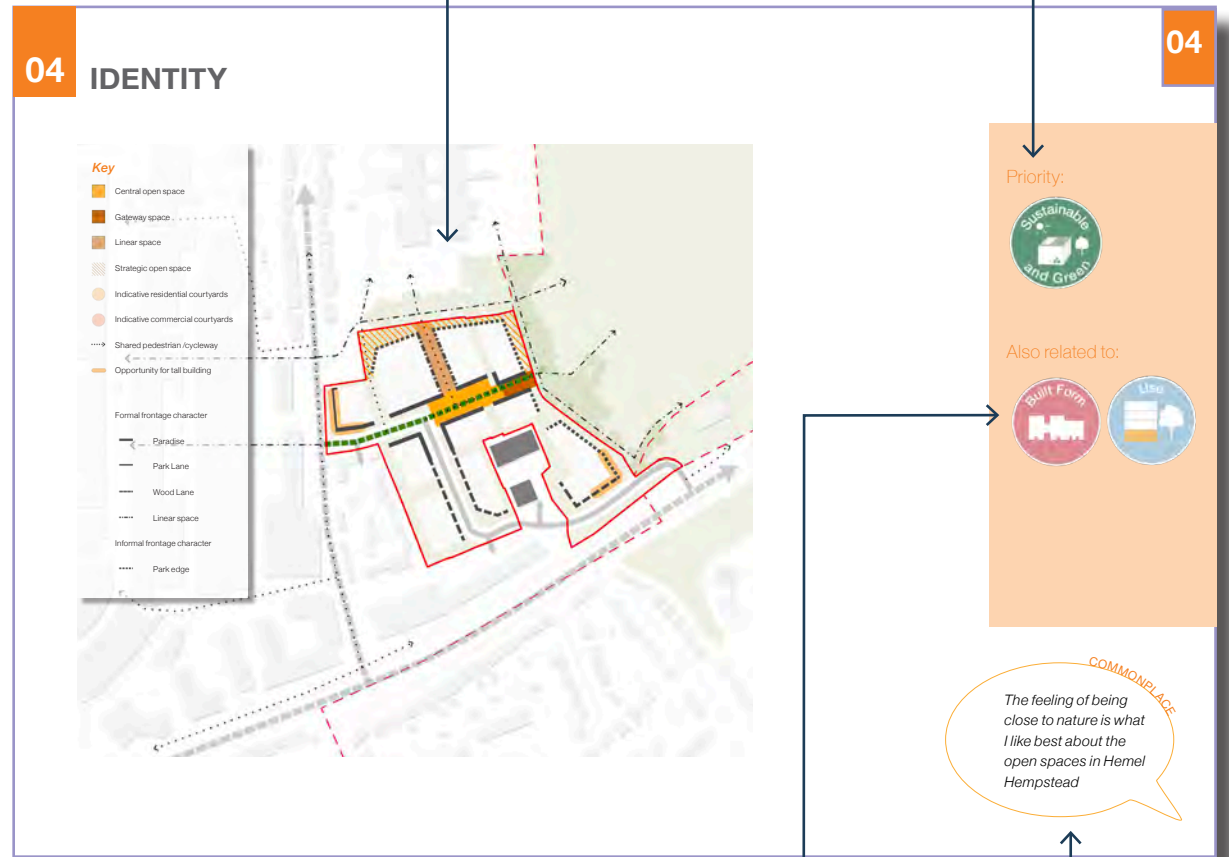 04
IDENTITY
04
Key
Central open space
Gateway space
Linear space
Strategic open space
Indicative residential courtyards
Indicative commercial courtyards
Shared pedestrian /cycleway
Opportunity for tall building
Formal frontage character
Paradise
Park Lane
Wood Lane
Linear space
Informal frontage character
Park edge
Priority:
Sustainable
and Green
Also related to:
Built Form
Use
COMMONPLACE
The feeling of being
close to nature is what
I like best about the
open spaces in Hemel
Hempstead